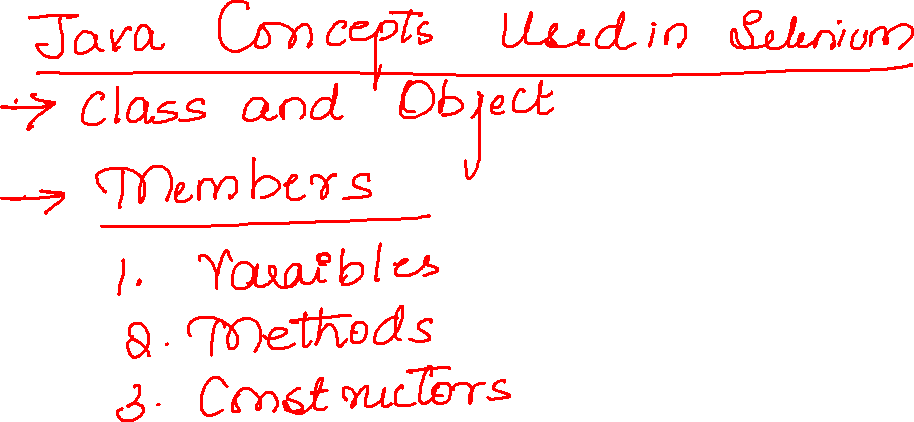 Java Concepts Used in Selenium
→ Class and Object
→ Members
1. Varaibles
2. Methods
3. Constructors